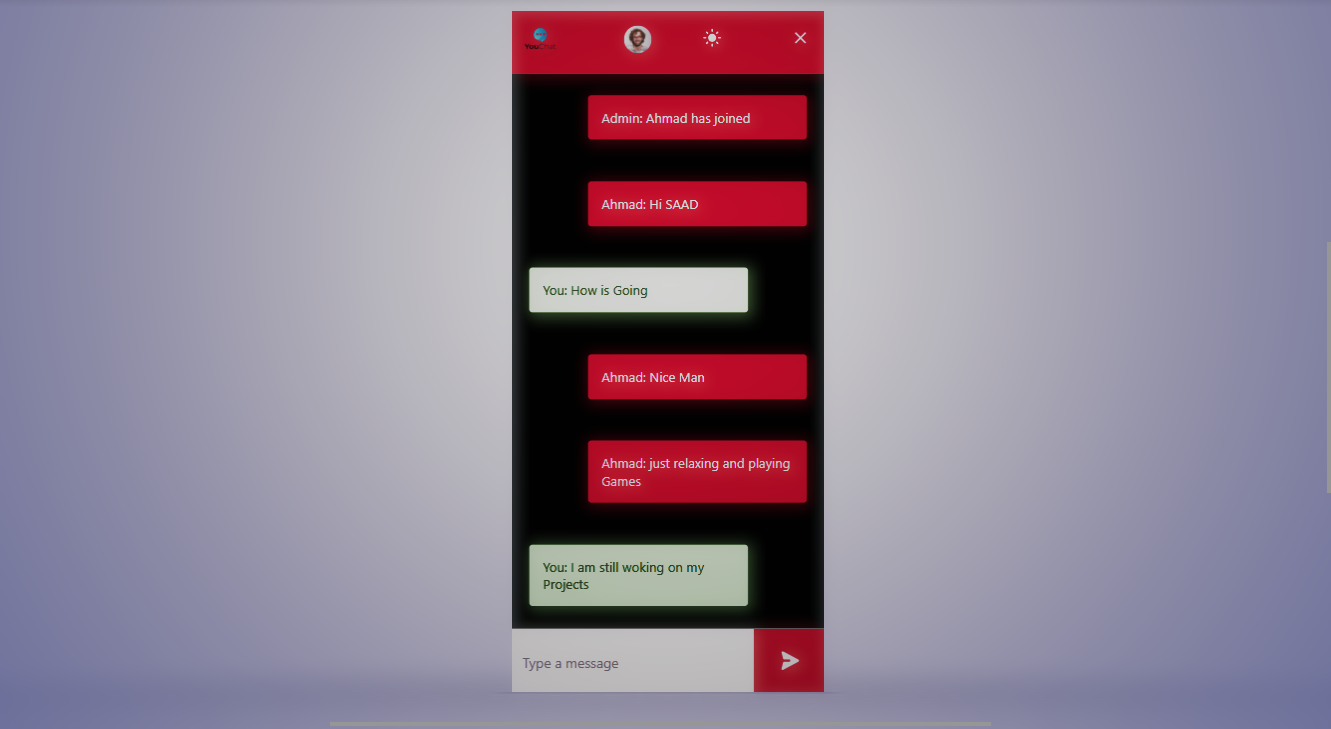 YouChat
Admin: Ahmad has joined
Ahmad: Hi SAAD
You: How is Going
Ahmad: Nice Man
Ahmad: just relaxing and playing
Games
You: I am still woking on my
Projects
Type a message